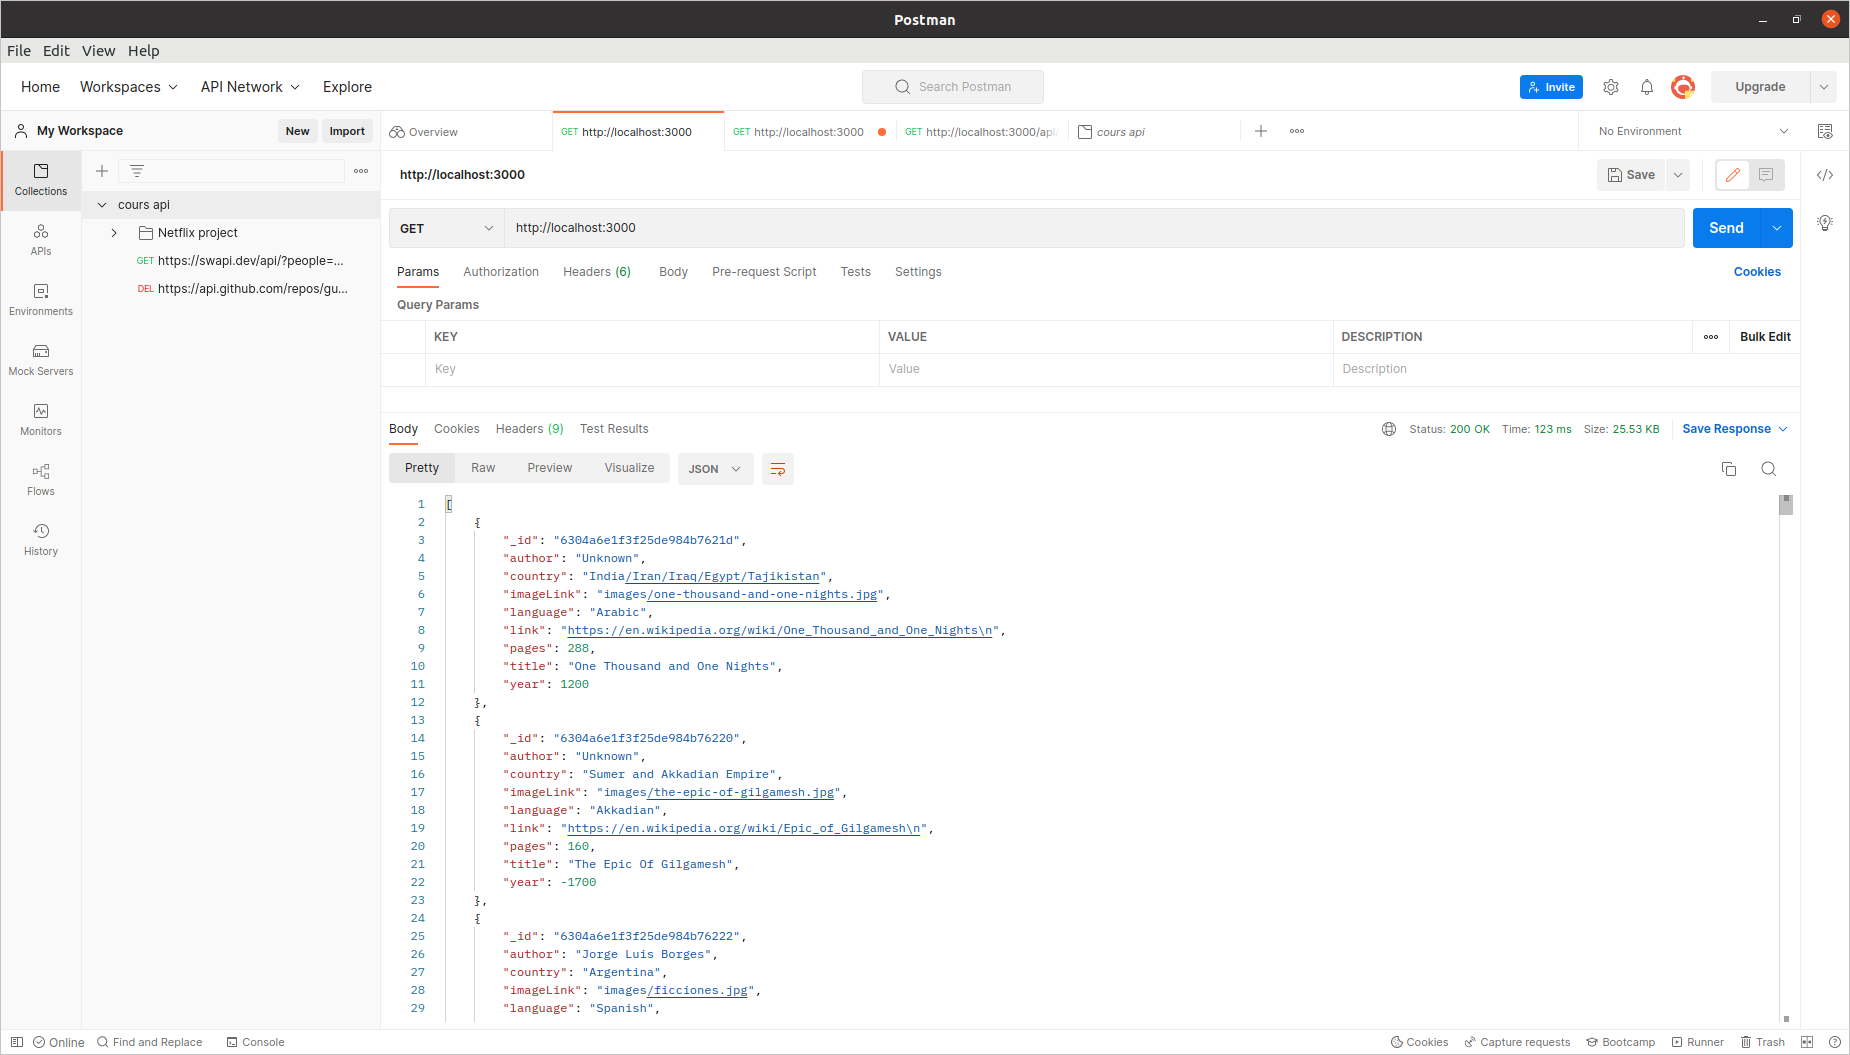 Postman
File Edit View Help
Home Workspaces API Network Explore Search Postman Invite Upgrade
My Workspace New Import Overview GET http://localhost:3000 GET http://localhost:3000 GET http://localhost:3000/api cours api No Environment
Collections
APIs
Environments
Mock Servers
Monitors
Flows
History
cours api
Netflix project
GET https://swapi.dev/api/?people=...
DEL https://api.github.com/repos/gu...
http://localhost:3000 Save
GET http://localhost:3000 Send
Params Authorization Headers (6) Body Pre-request Script Tests Settings Cookies
Query Params
KEY VALUE DESCRIPTION Bulk Edit
Key Value Description
Body Cookies Headers (9) Test Results Status: 200 OK Time: 123 ms Size: 25.53 KB Save Response
Pretty Raw Preview Visualize JSON
1 [
2 {
3 "_id": "6304a6e1f3f25de984b7621d",
4 "author": "Unknown",
5 "country": "India/Iran/Iraq/Egypt/Tajikistan",
6 "imageLink": "images/one-thousand-and-one-nights.jpg",
7 "language": "Arabic",
8 "link": "https://en.wikipedia.org/wiki/One_Thousand_and_One_Nights\n",
9 "pages": 288,
10 "title": "One Thousand and One Nights",
11 "year": 1200
12 },
13 {
14 "_id": "6304a6e1f3f25de984b76220",
15 "author": "Unknown",
16 "country": "Sumer and Akkadian Empire",
17 "imageLink": "images/the-epic-of-gilgamesh.jpg",
18 "language": "Akkadian",
19 "link": "https://en.wikipedia.org/wiki/Epic_of_Gilgamesh\n",
20 "pages": 160,
21 "title": "The Epic Of Gilgamesh",
22 "year": -1700
23 },
24 {
25 "_id": "6304a6e1f3f25de984b76222",
26 "author": "Jorge Luis Borges",
27 "country": "Argentina",
28 "imageLink": "images/ficciones.jpg",
29 "language": "Spanish",
Online Find and Replace Console Cookies Capture requests Bootcamp Runner Trash